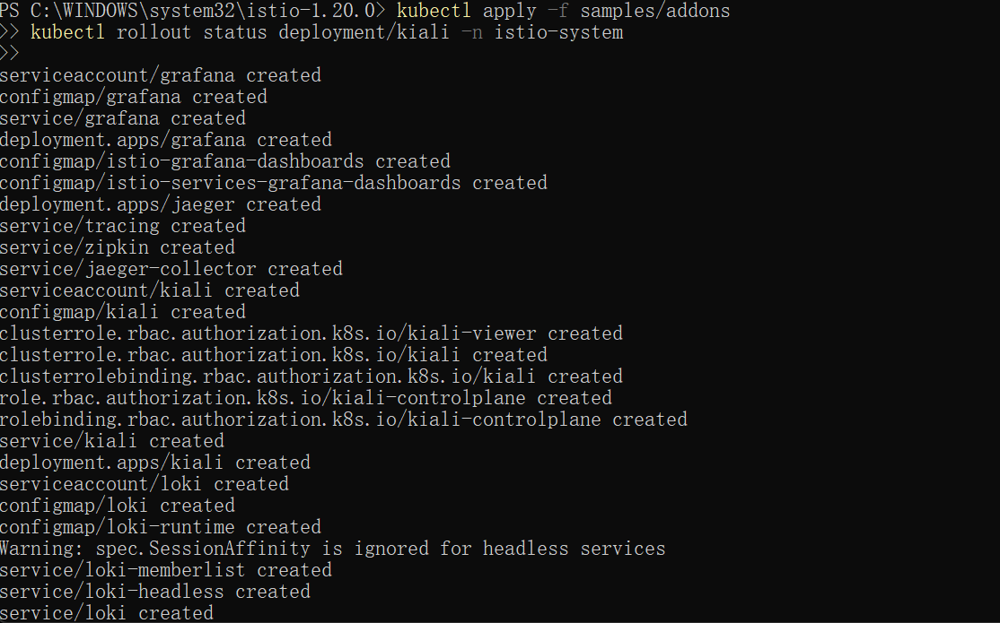 PS C:\WINDOWS\system32\istio-1.20.0> kubectl apply -f samples/addons
>> kubectl rollout status deployment/kiali -n istio-system
>>
serviceaccount/grafana created
configmap/grafana created
service/grafana created
deployment.apps/grafana created
configmap/istio-grafana-dashboards created
configmap/istio-services-grafana-dashboards created
deployment.apps/jaeger created
service/tracing created
service/zipkin created
service/jaeger-collector created
serviceaccount/kiali created
configmap/kiali created
clusterrole.rbac.authorization.k8s.io/kiali-viewer created
clusterrole.rbac.authorization.k8s.io/kiali created
clusterrolebinding.rbac.authorization.k8s.io/kiali created
role.rbac.authorization.k8s.io/kiali-controlplane created
rolebinding.rbac.authorization.k8s.io/kiali-controlplane created
service/kiali created
deployment.apps/kiali created
serviceaccount/loki created
configmap/loki created
configmap/loki-runtime created
Warning: spec.SessionAffinity is ignored for headless services
service/loki-memberlist created
service/loki-headless created
service/loki created